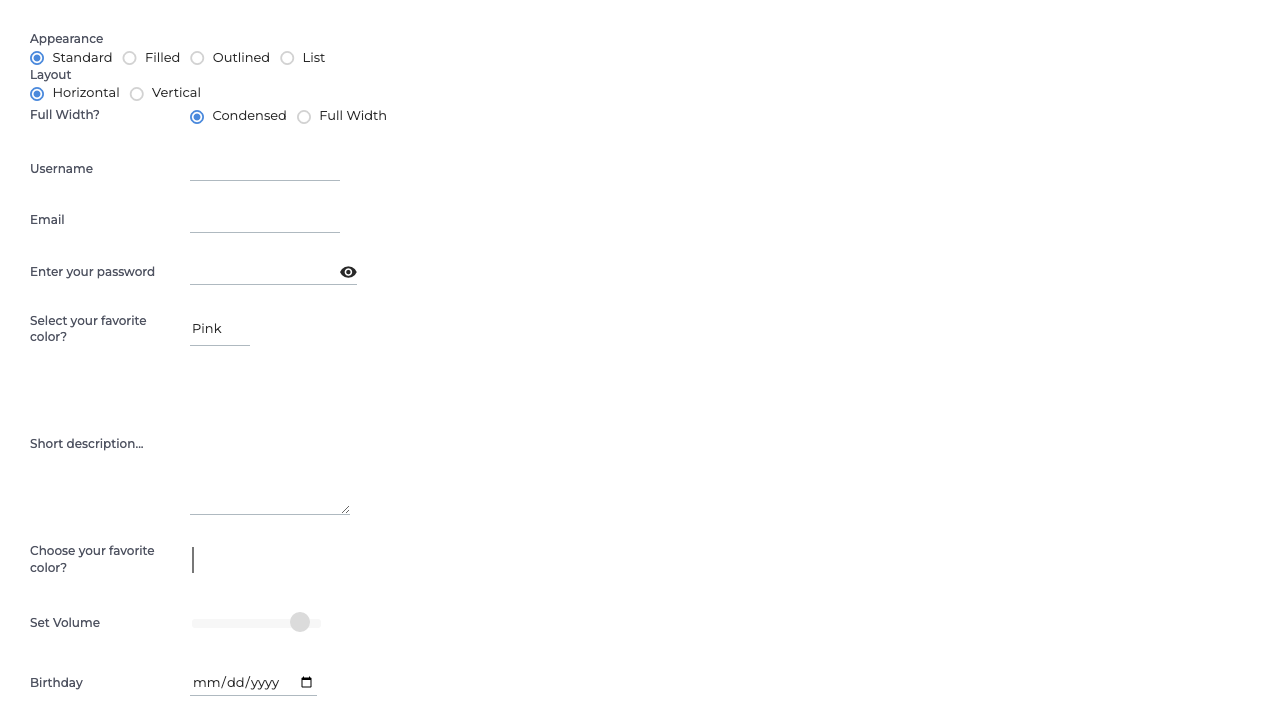 Appearance
Standard Filled Outlined List
Layout
Horizontal Vertical
Full Width? Condensed Full Width
Username
Email
Enter your password
Select your favorite
color?
Pink
Short description...
Choose your favorite
color?
Set Volume
Birthday mm/dd/yyyy